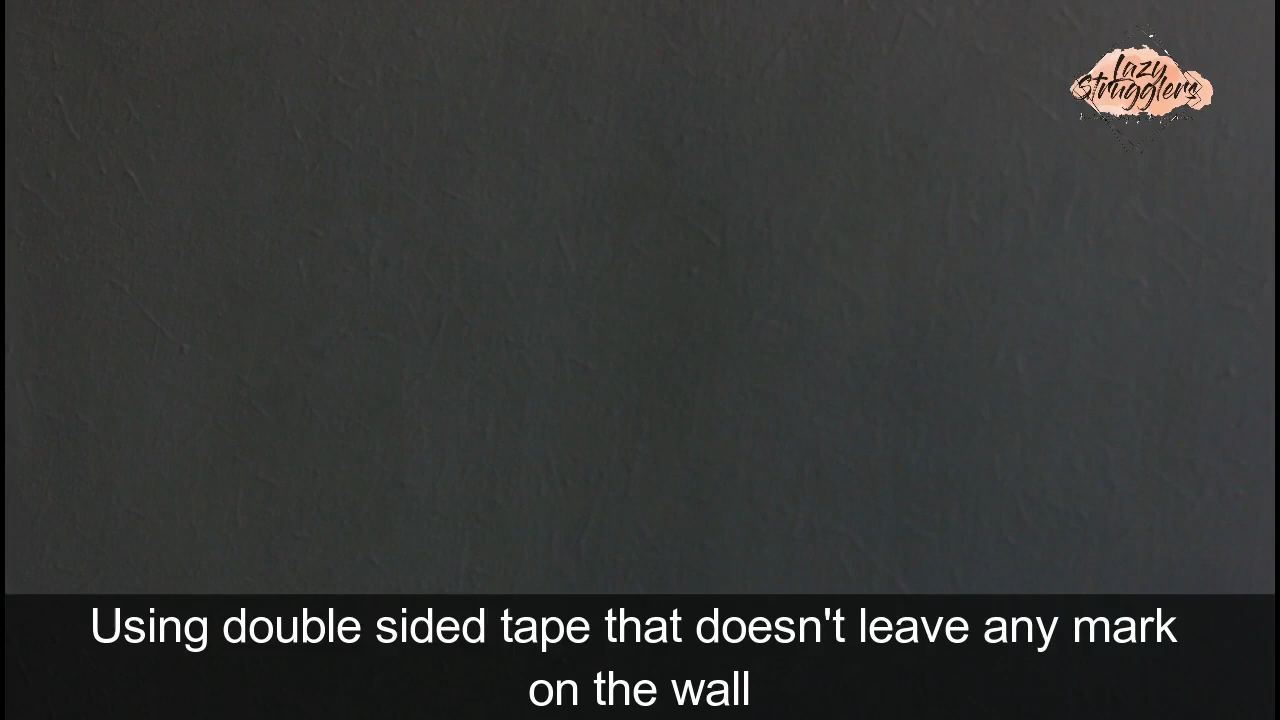 Lazy
Strugglers
Using double sided tape that doesn't leave any mark
on the wall